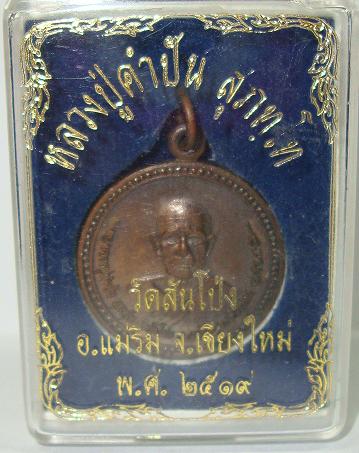 หลวงปู่คำปัน สุภทฺโท
วัดสันโป่ง
อ.แม่ริม จ.เชียงใหม่
พ.ศ. ๒๕๑๙